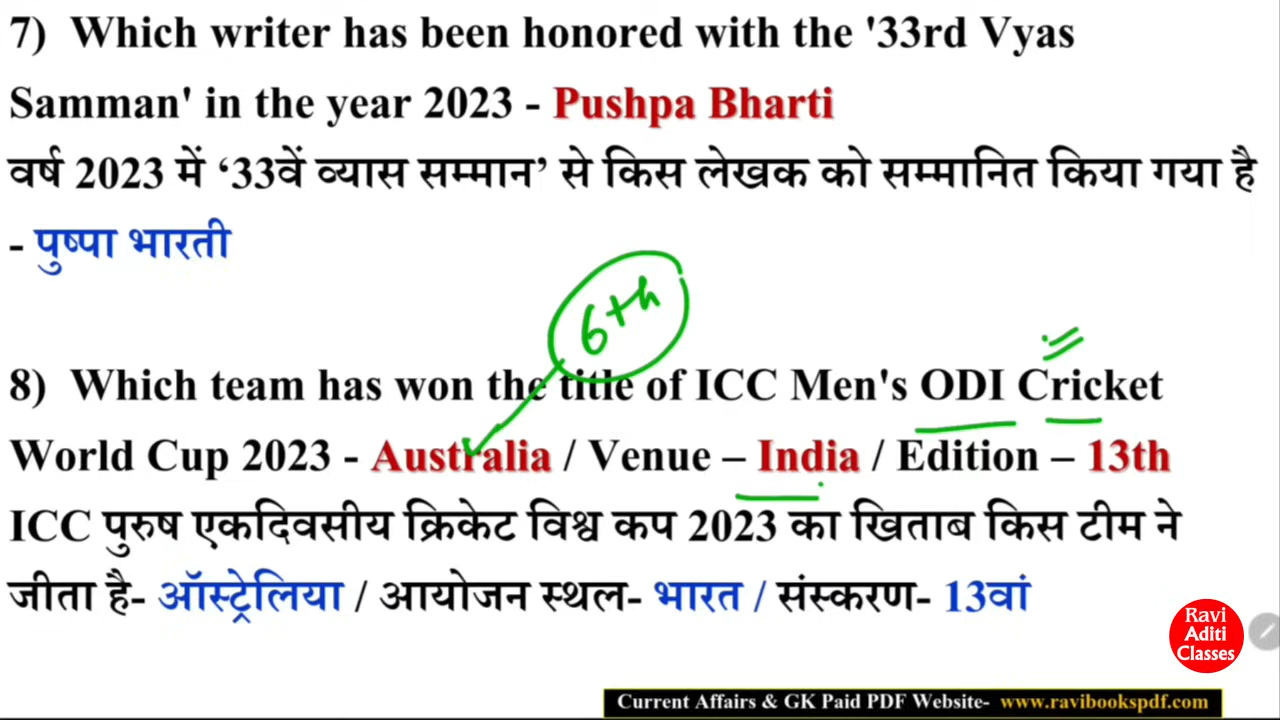 7) Which writer has been honored with the '33rd Vyas
Samman' in the year 2023 - Pushpa Bharti
वर्ष 2023 में ‘33वें व्यास सम्मान’ से किस लेखक को सम्मानित किया गया है
- पुष्पा भारती
6th
8) Which team has won the title of ICC Men's ODI Cricket
World Cup 2023 - Australia / Venue – India / Edition – 13th
ICC पुरुष एकदिवसीय क्रिकेट विश्व कप 2023 का खिताब किस टीम ने
जीता है- ऑस्ट्रेलिया / आयोजन स्थल- भारत / संस्करण- 13वां
Ravi
Aditi
Classes
Current Affairs & GK Paid PDF Website- www.ravibookspdf.com